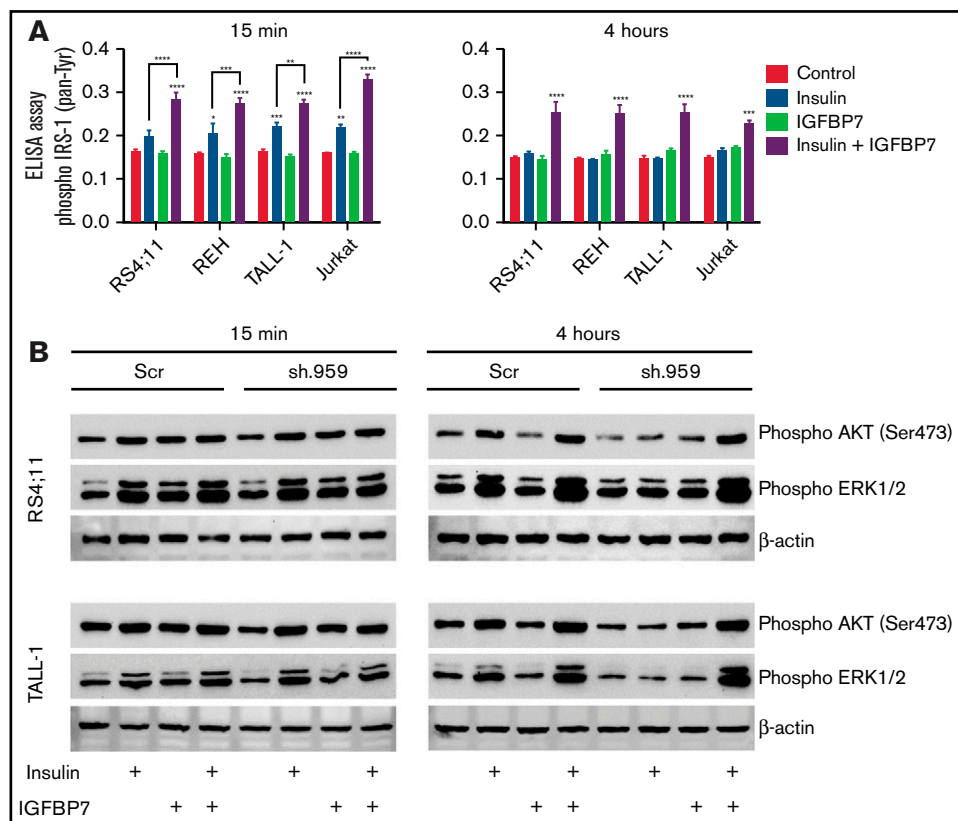 A
15 min
4 hours
ELISA assay
phospho IRS-1 (pan-Tyr)
0.4
0.3
0.2
0.1
0.0
**** **** *** * **** ** *** **** **** ** ****
RS4;11 REH TALL-1 Jurkat
0.4
0.3
0.2
0.1
0.0
**** **** **** ***
RS4;11 REH TALL-1 Jurkat
Control
Insulin
IGFBP7
Insulin + IGFBP7
B
15 min 4 hours
Scr sh.959 Scr sh.959
RS4;11
Phospho AKT (Ser473)
Phospho ERK1/2
β-actin
TALL-1
Phospho AKT (Ser473)
Phospho ERK1/2
β-actin
Insulin + + + + + + + +
IGFBP7 + + + + + + + +